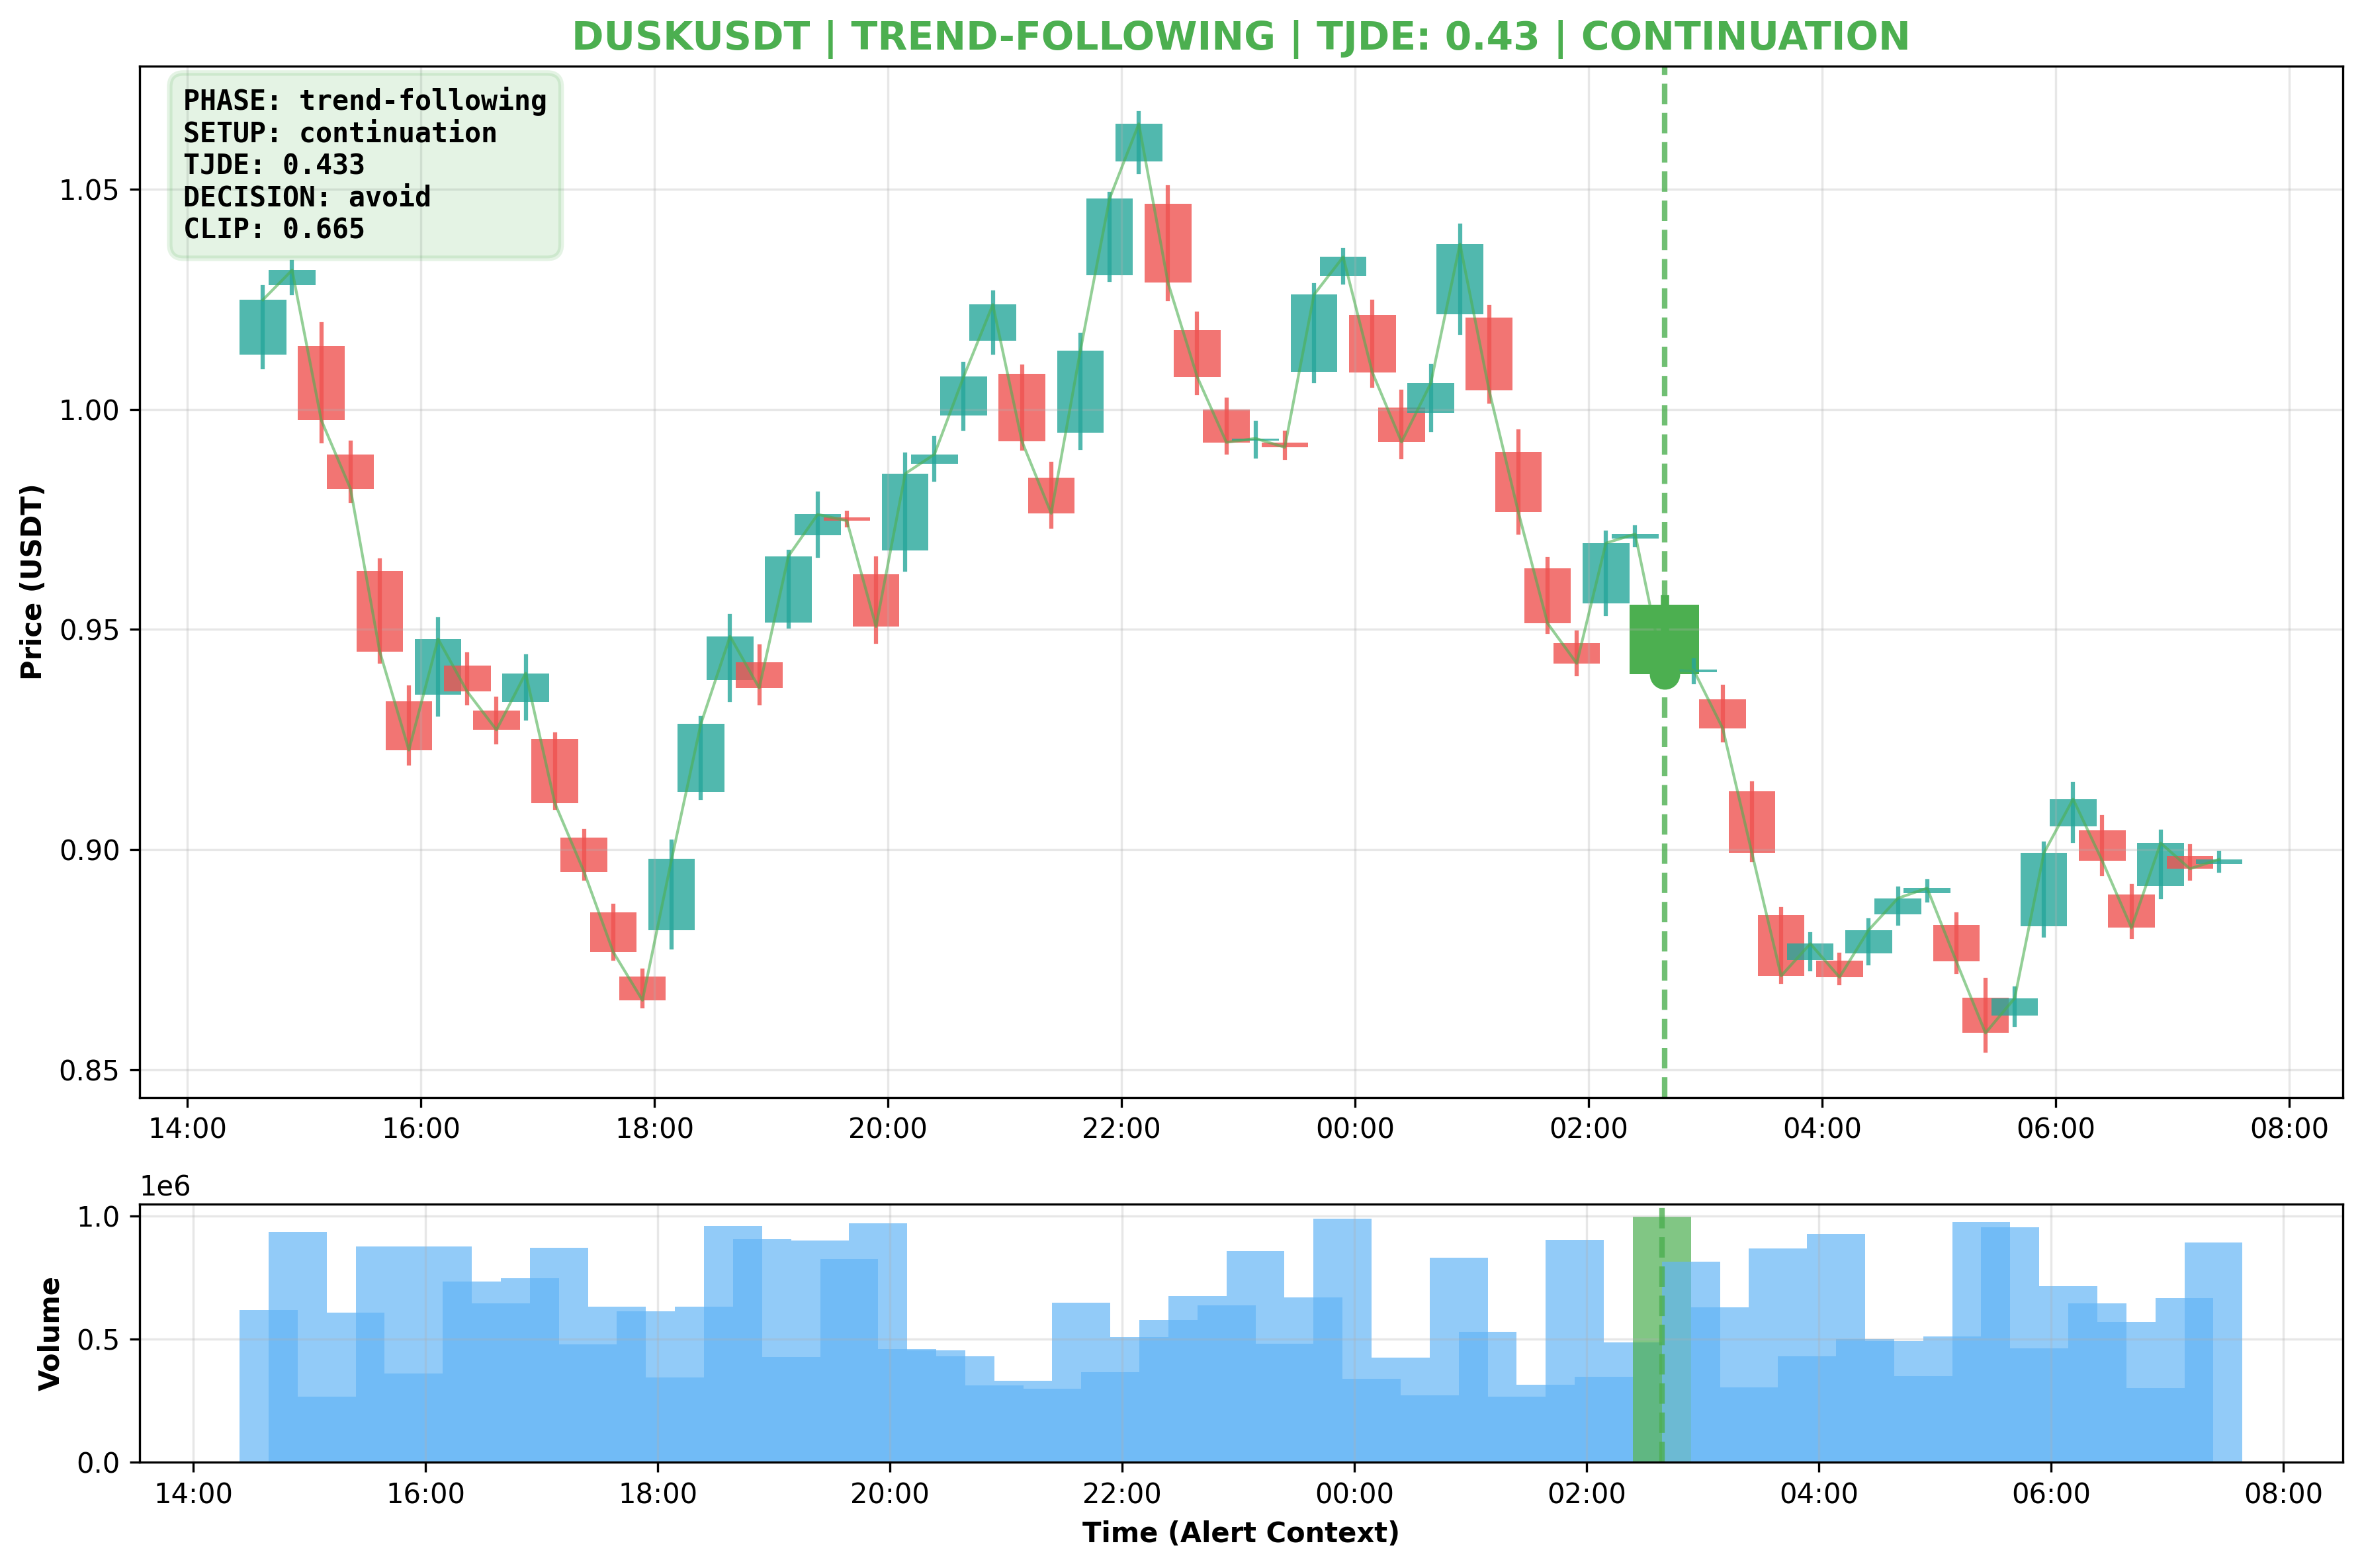 DUSKUSDT | TREND-FOLLOWING | TJDE: 0.43 | CONTINUATION
PHASE: trend-following
SETUP: continuation
TJDE: 0.433
DECISION: avoid
CLIP: 0.665
Price (USDT)
1.05
1.00
0.95
0.90
0.85
14:00 16:00 18:00 20:00 22:00 00:00 02:00 04:00 06:00 08:00
1e6
Volume
1.0
0.5
0.0
14:00 16:00 18:00 20:00 22:00 00:00 02:00 04:00 06:00 08:00
Time (Alert Context)